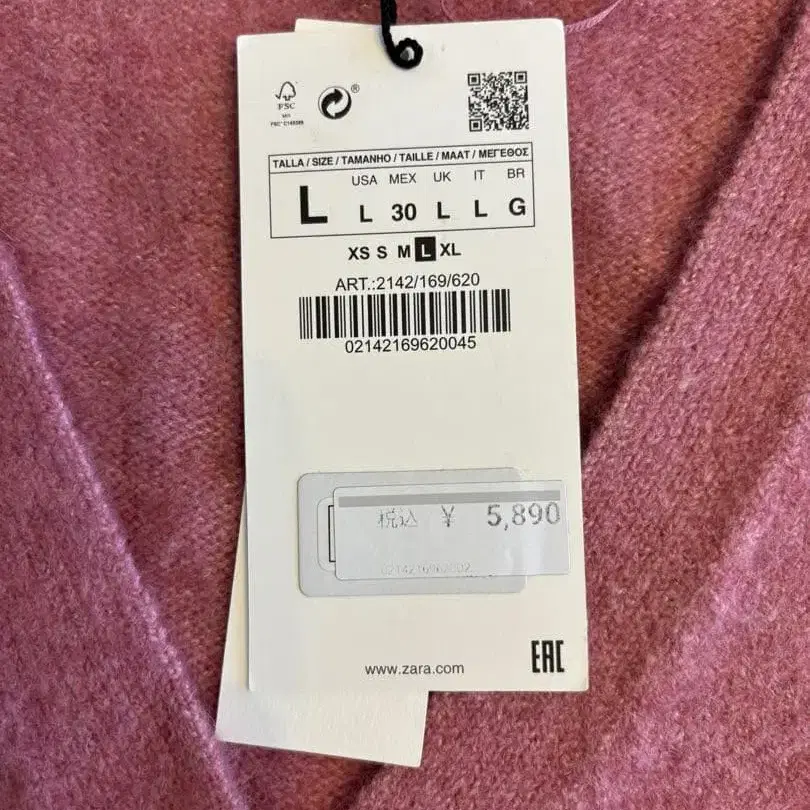 FSC
®
TALLA / SIZE / TAMANHO / TAILLE / MAAT / ΜΕΓΕΘΟΣ
USA MEX UK IT BR
L L 30 L L G
XS S M L XL
ART.:2142/169/620
02142169620045
税込 ¥ 5,890
www.zara.com
EAC